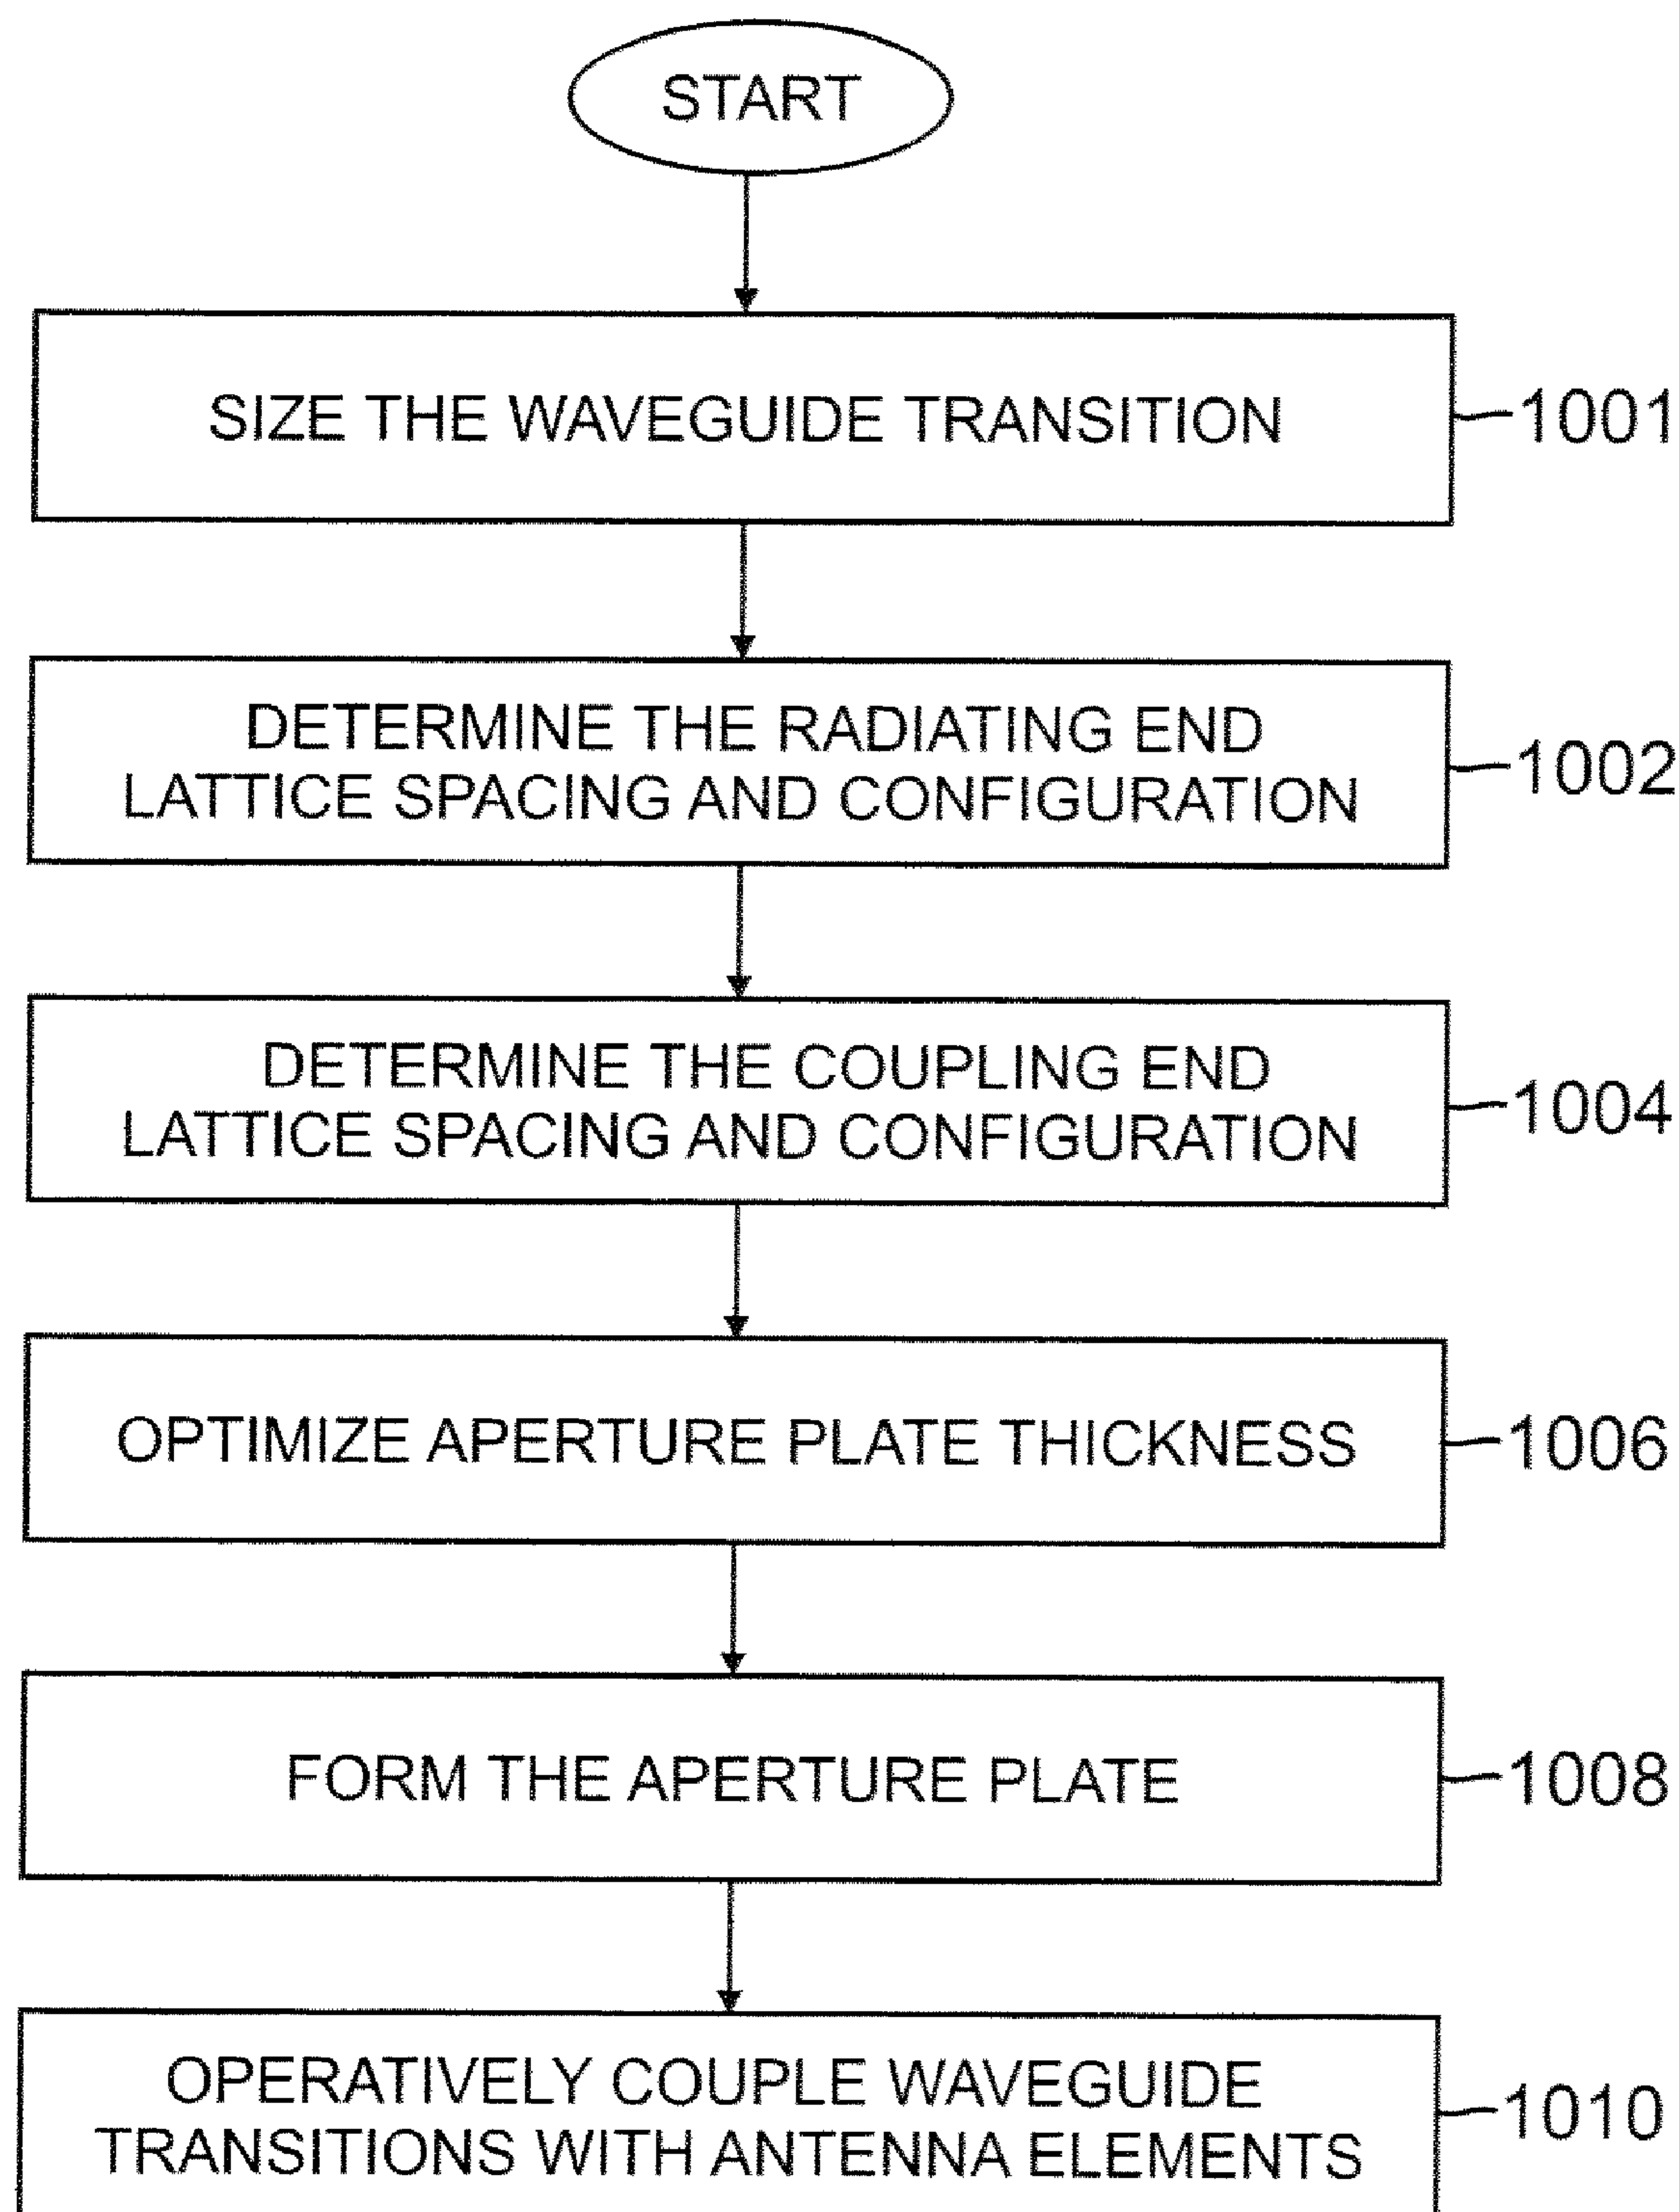 START
SIZE THE WAVEGUIDE TRANSITION
1001
DETERMINE THE RADIATING END
LATTICE SPACING AND CONFIGURATION
1002
DETERMINE THE COUPLING END
LATTICE SPACING AND CONFIGURATION
1004
OPTIMIZE APERTURE PLATE THICKNESS
1006
FORM THE APERTURE PLATE
1008
OPERATIVELY COUPLE WAVEGUIDE
TRANSITIONS WITH ANTENNA ELEMENTS
1010